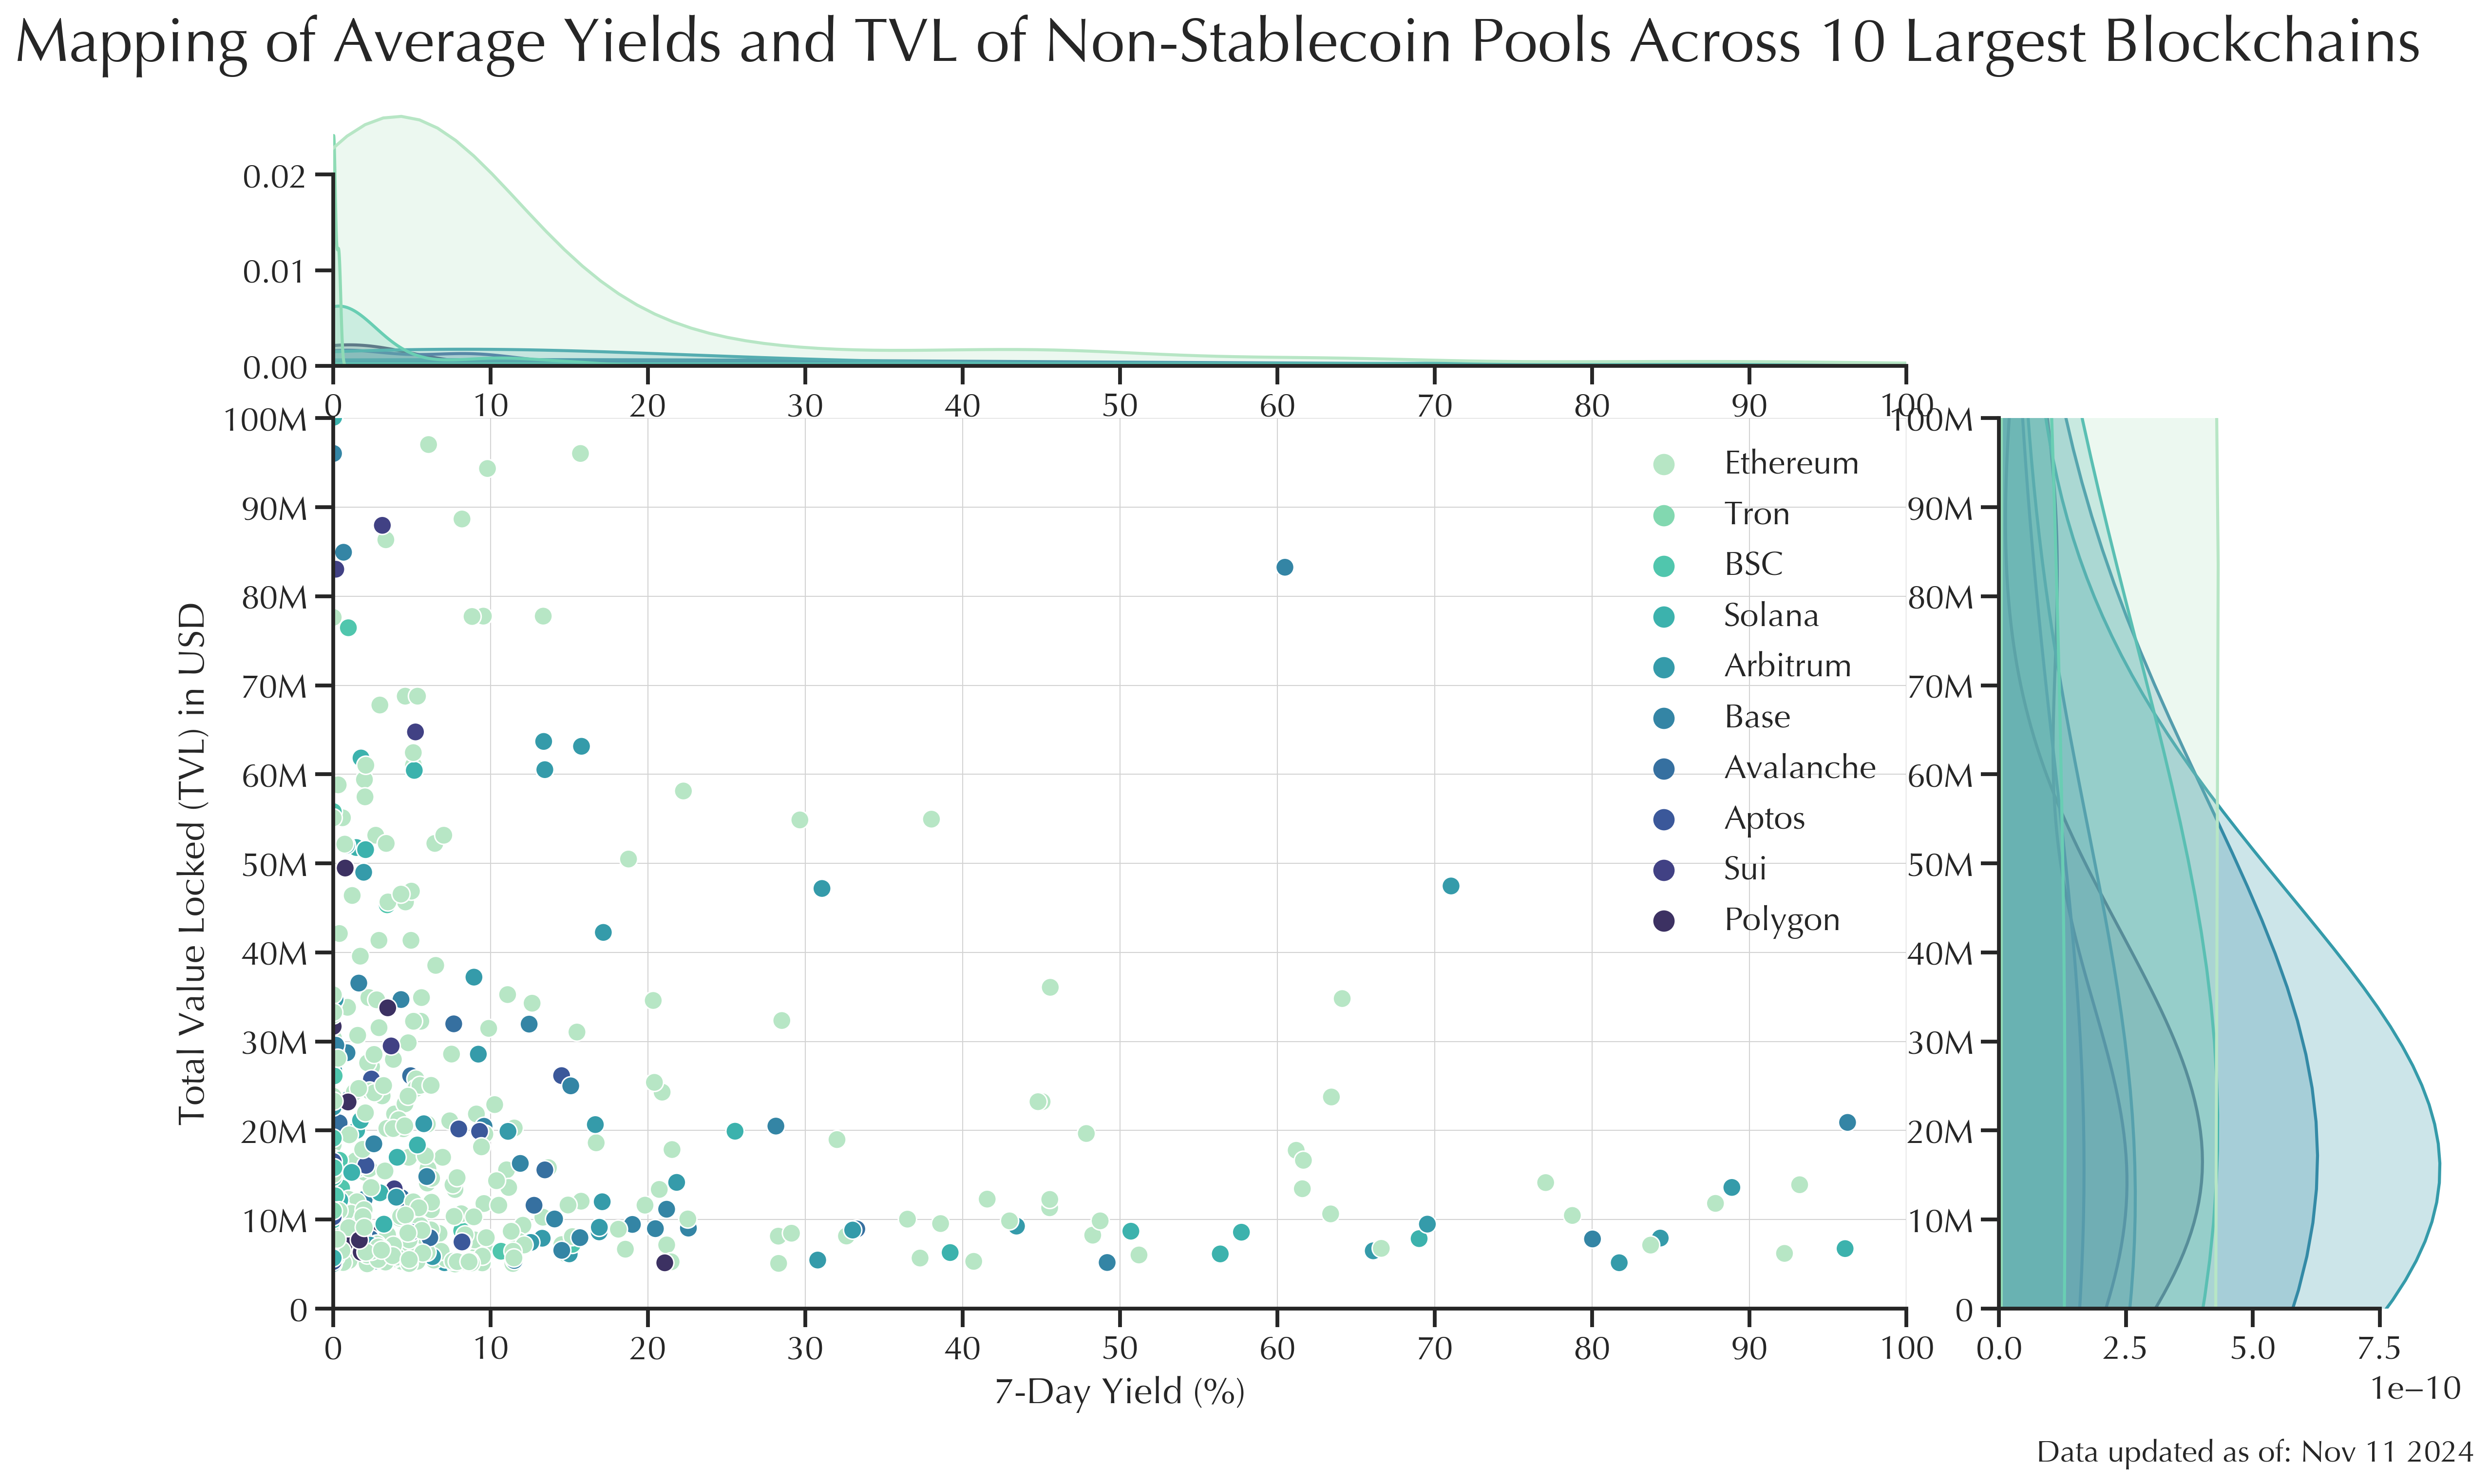 Mapping of Average Yields and TVL of Non-Stablecoin Pools Across 10 Largest Blockchains
0.02
0.01
0.00
0 10 20 30 40 50 60 70 80 90 100
Total Value Locked (TVL) in USD
100M
90M
80M
70M
60M
50M
40M
30M
20M
10M
0
0 10 20 30 40 50 60 70 80 90 100
7-Day Yield (%)
Ethereum
Tron
BSC
Solana
Arbitrum
Base
Avalanche
Aptos
Sui
Polygon
100M
90M
80M
70M
60M
50M
40M
30M
20M
10M
0
0.0 2.5 5.0 7.5
1e−10
Data updated as of: Nov 11 2024